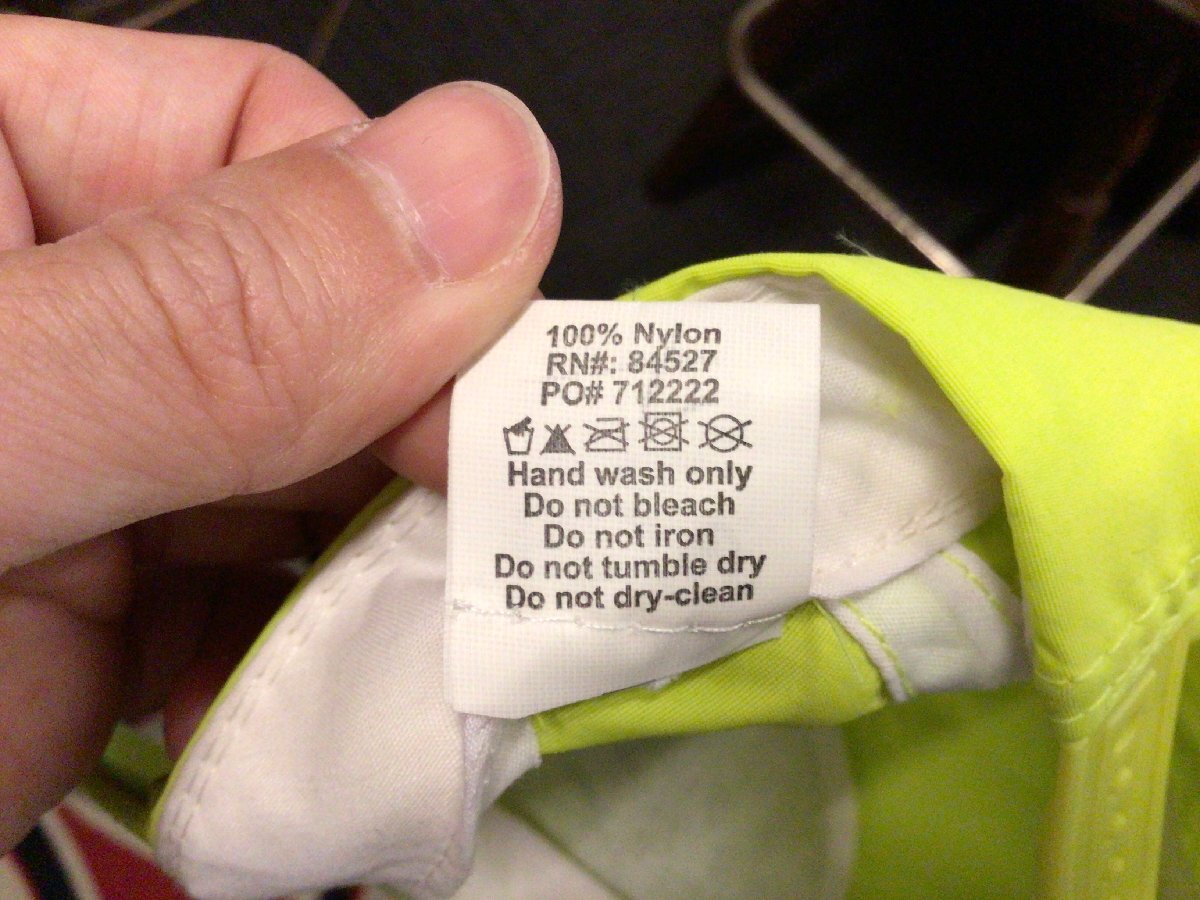 100% Nylon
RN#: 84527
PO# 712222
Hand wash only
Do not bleach
Do not iron
Do not tumble dry
Do not dry-clean